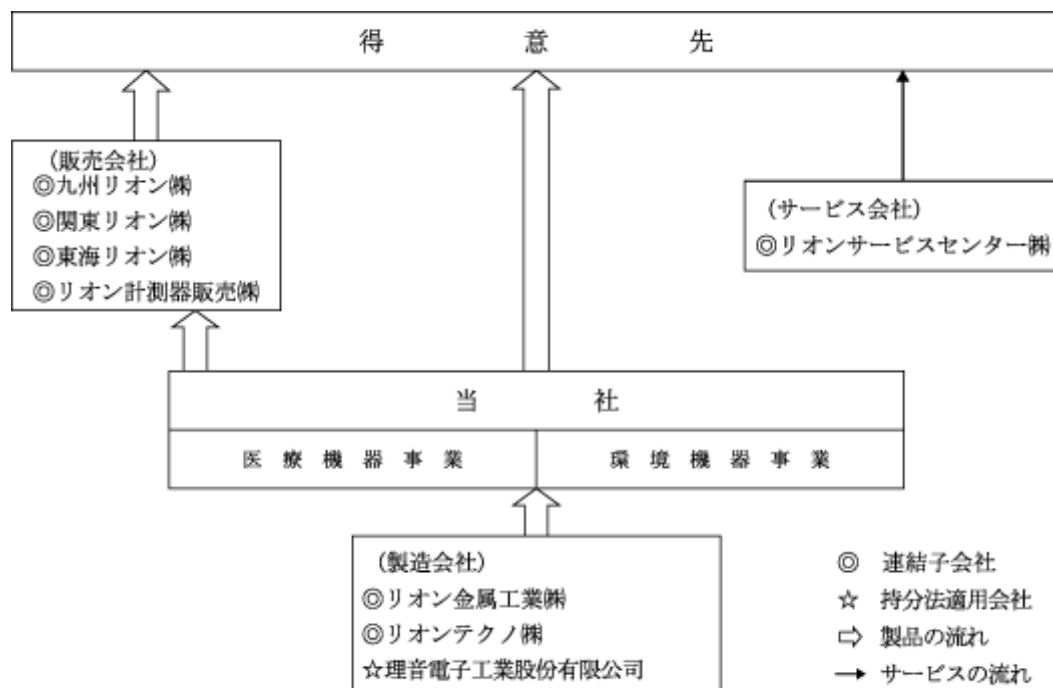 得意先
(販売会社)
◎九州リオン㈱
◎関東リオン㈱
◎東海リオン㈱
◎リオン計測器販売㈱
(サービス会社)
◎リオンサービスセンター㈱
当社
医療機器事業
環境機器事業
(製造会社)
◎リオン金属工業㈱
◎リオンテクノ㈱
☆理音電子工業股份有限公司
◎ 連結子会社
☆ 持分法適用会社
⇨ 製品の流れ
→ サービスの流れ